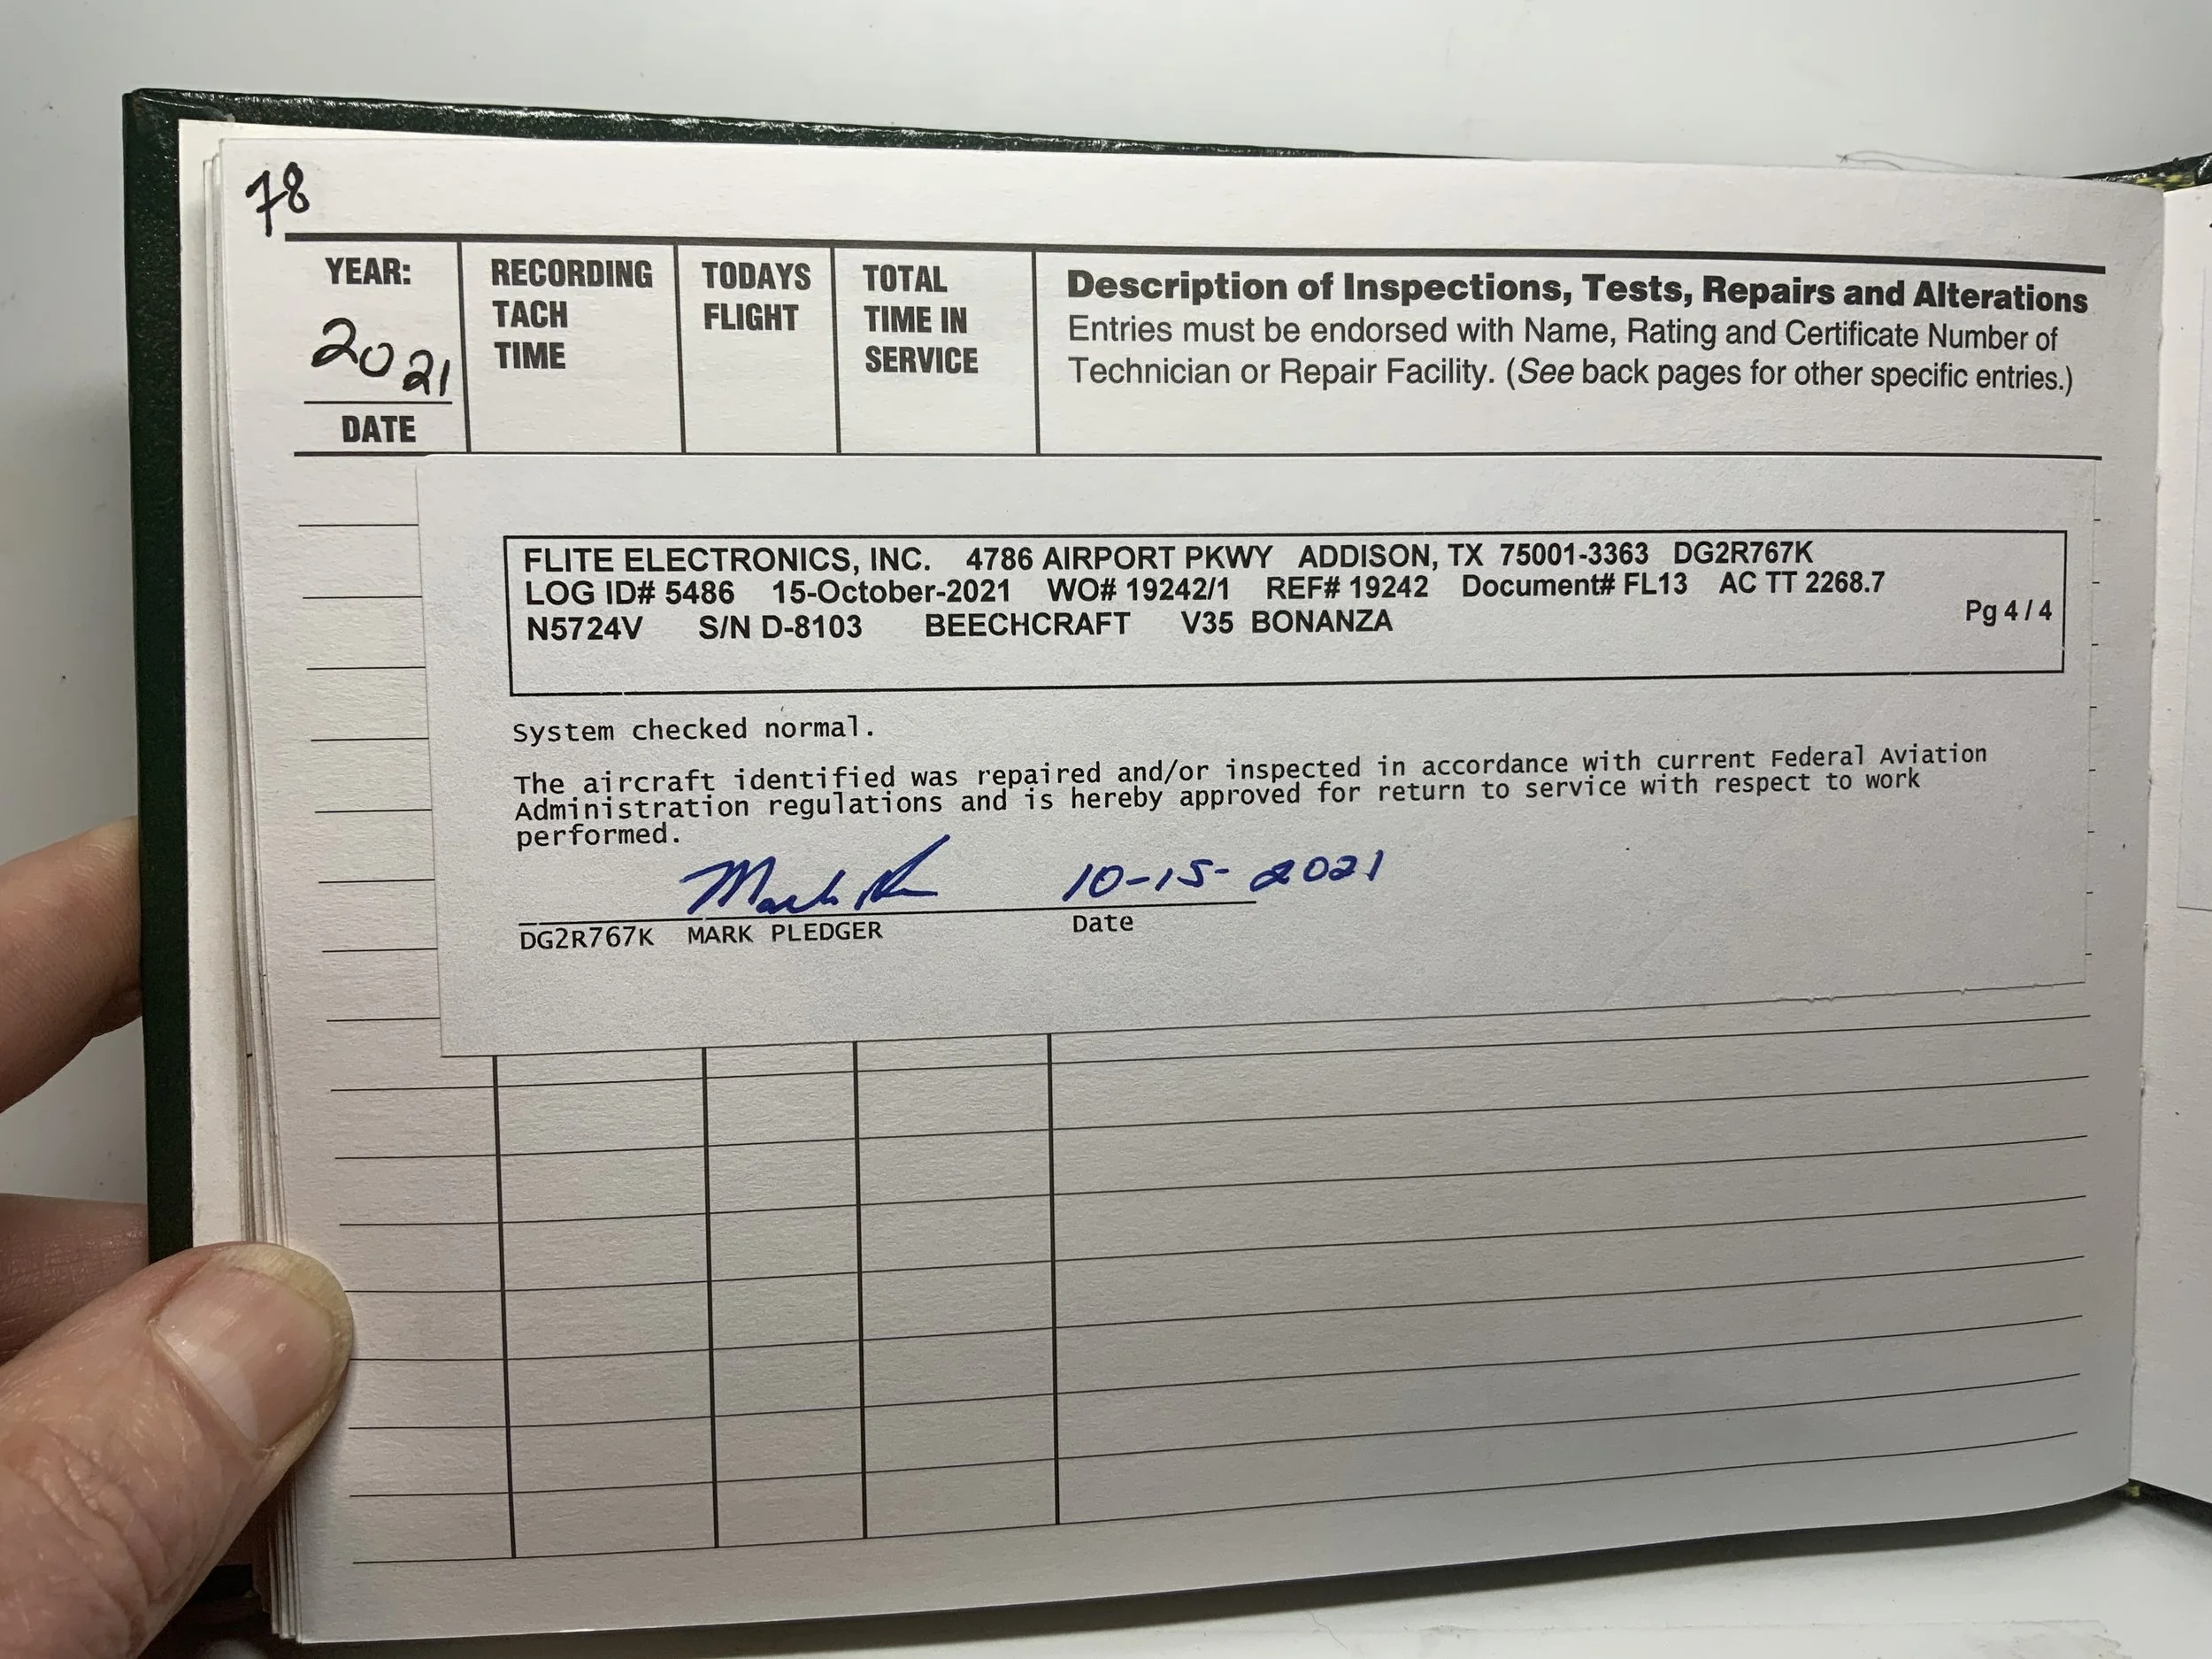 78
YEAR:
2021
DATE
RECORDING
TACH
TIME
TODAYS
FLIGHT
TOTAL
TIME IN
SERVICE
Description of Inspections, Tests, Repairs and Alterations
Entries must be endorsed with Name, Rating and Certificate Number of
Technician or Repair Facility. (See back pages for other specific entries.)
FLITE ELECTRONICS, INC. 4786 AIRPORT PKWY ADDISON, TX 75001-3363 DG2R767K
LOG ID# 5486 15-October-2021 WO# 19242/1 REF# 19242 Document# FL13 AC TT 2268.7
N5724V S/N D-8103 BEECHCRAFT V35 BONANZA
Pg 4 / 4
System checked normal.
The aircraft identified was repaired and/or inspected in accordance with current Federal Aviation
Administration regulations and is hereby approved for return to service with respect to work
performed.
Mark 10-15-2021
DG2R767K MARK PLEDGER Date